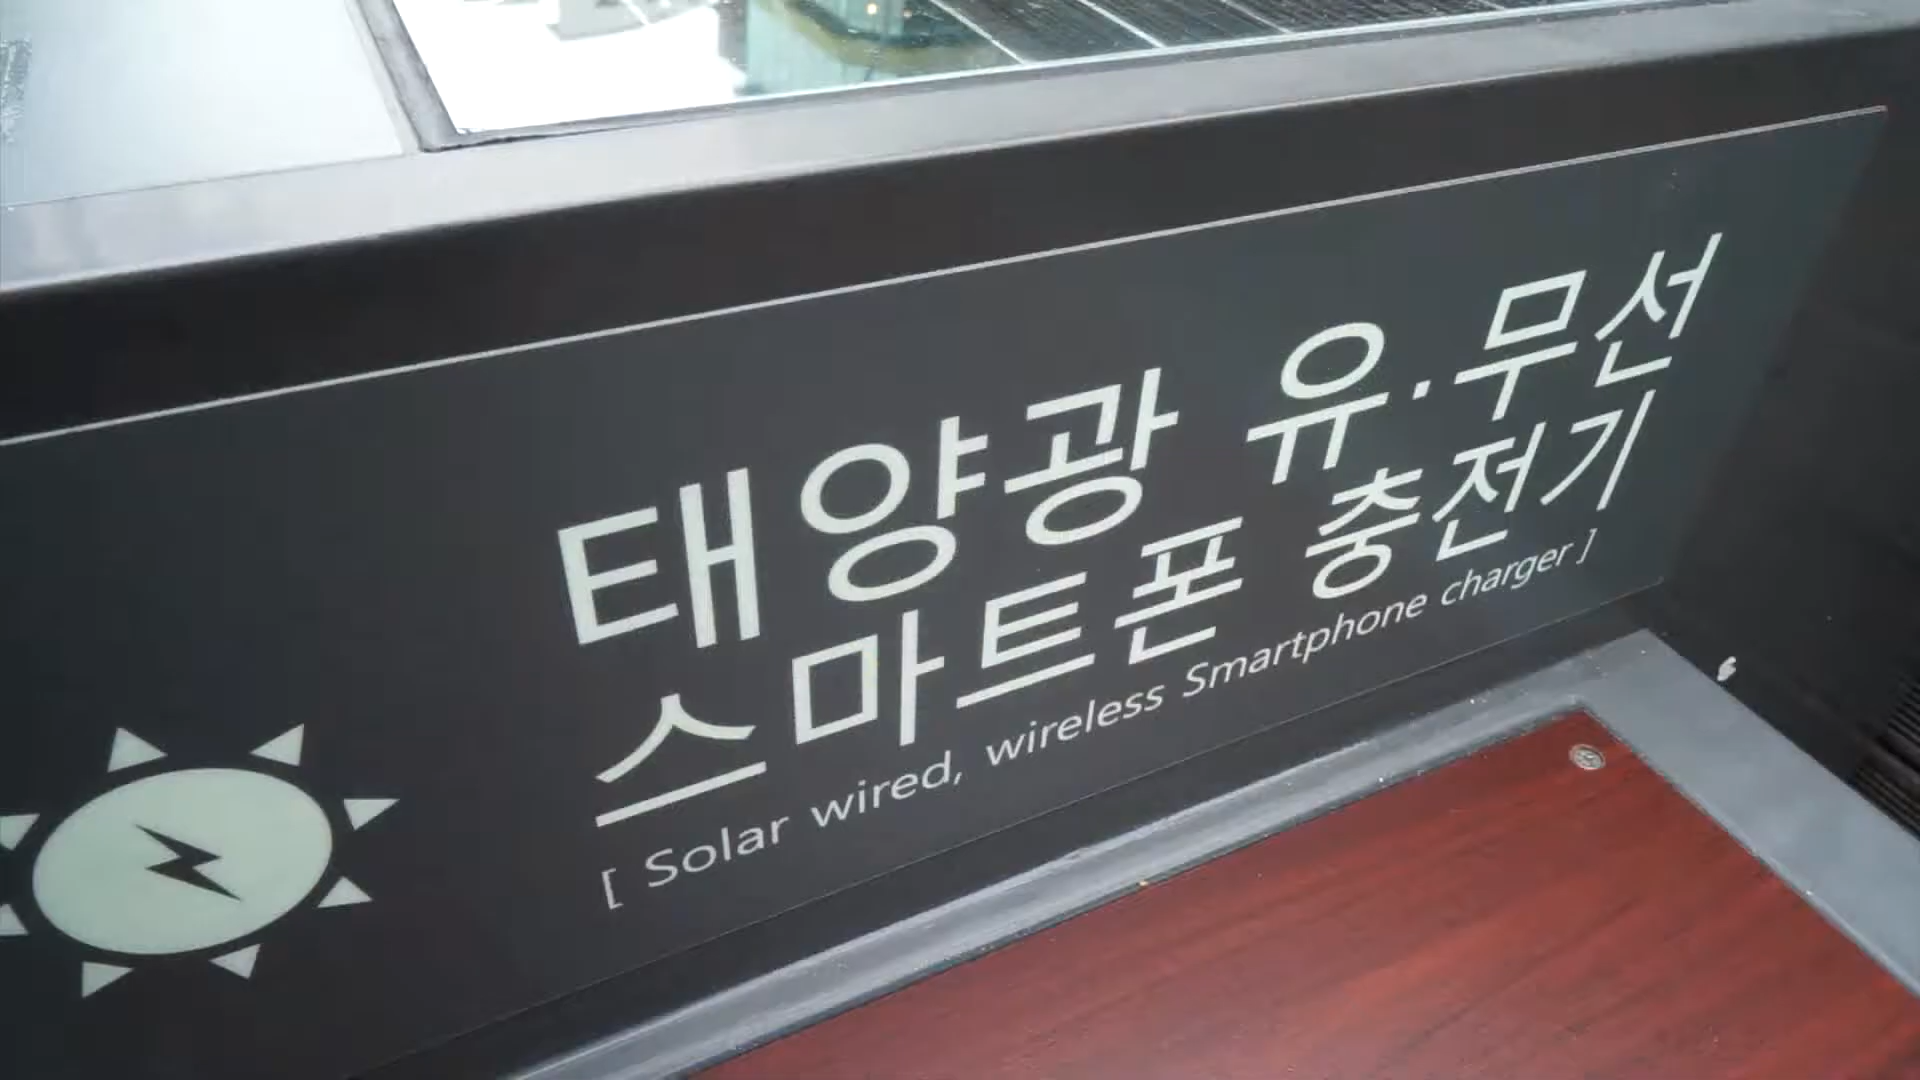 태양광 유·무선
스마트폰 충전기
[ Solar wired, wireless Smartphone charger ]